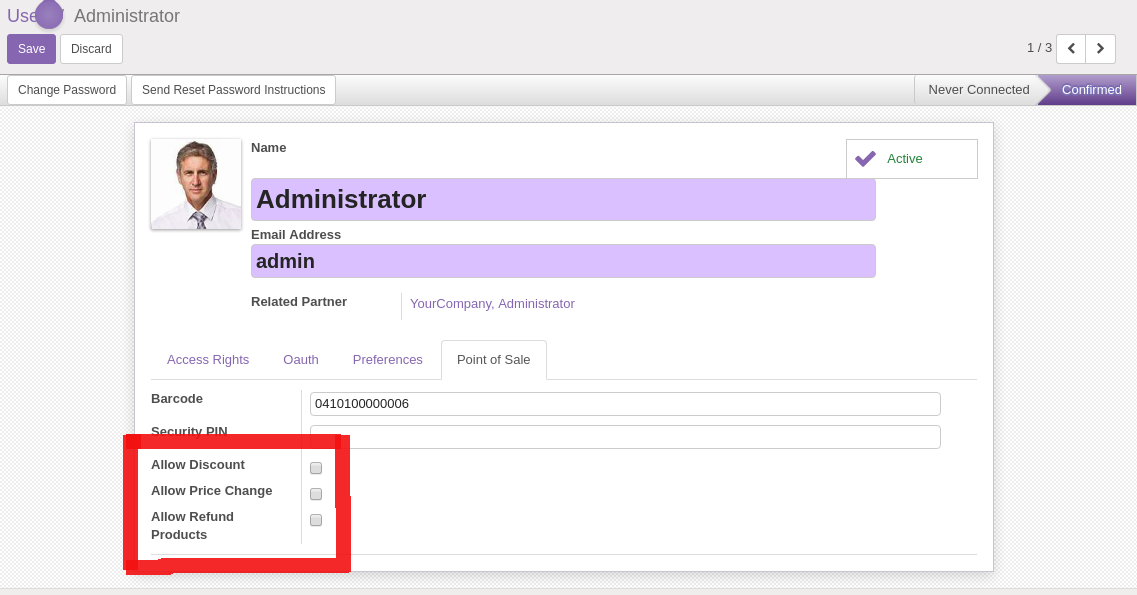 Use / Administrator
Save Discard 1 / 3
Change Password Send Reset Password Instructions Never Connected Confirmed
Name
Active
Administrator
Email Address
admin
Related Partner YourCompany, Administrator
Access Rights Oauth Preferences Point of Sale
Barcode 0410100000006
Security PIN
Allow Discount
Allow Price Change
Allow Refund
Products